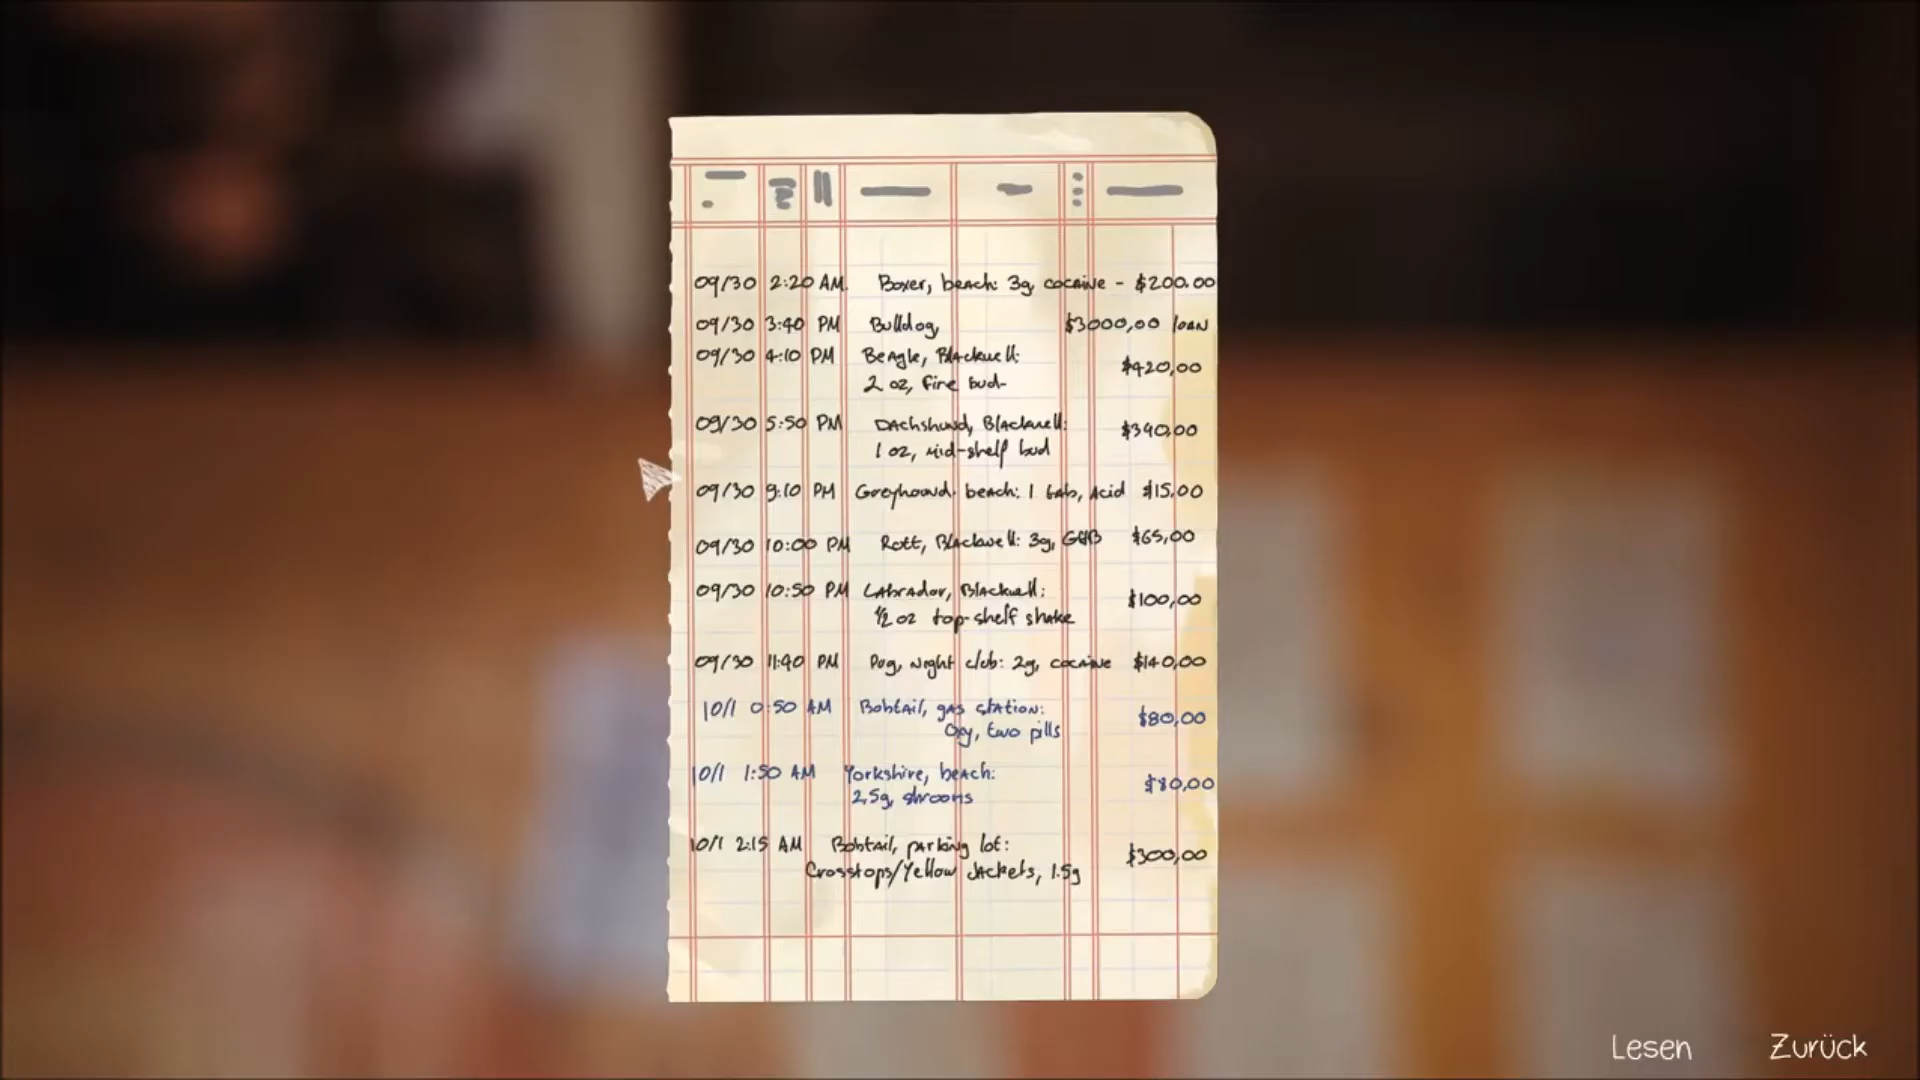 09/30 2:20 AM. Boxer, beach: 3g, cocaine - $200.00
09/30 3:40 PM Bulldog, $3000,00 loan
09/30 4:10 PM Beagle, Blackwell:
2 oz, fire bud- $420,00
09/30 5:50 PM Dachshund, Blackwell: $340,00
1 oz, mid-shelf bud
09/30 9:10 PM Greyhound, beach: 1 tab, acid $15.00
09/30 10:00 PM Rott, Blackwell: 3g, GHB $65,00
09/30 10:50 PM Labrador, Blackwell: $100,00
1/2 oz top-shelf shake
09/30 11:40 PM Pug, night club: 2g, cocaine $140,00
10/1 0:50 AM Bobtail, gas station: $80,00
Oxy, two pills
10/1 1:50 AM Yorkshire, beach: $80,00
2,5g, shrooms
10/1 2:15 AM Bobtail, parking lot: $300,00
Crosstops/Yellow Jackets, 1.5g
Lesen Zurück